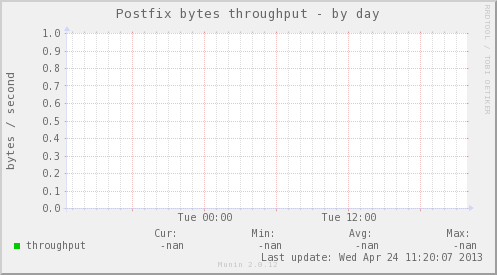 Postfix bytes throughput - by day
RRDTOOL / TOBI OETIKER
bytes / second
1.0
0.9
0.8
0.7
0.6
0.5
0.4
0.3
0.2
0.1
0.0
Tue 00:00 Tue 12:00
Cur: Min: Avg: Max:
throughput -nan -nan -nan -nan
Last update: Wed Apr 24 11:20:07 2013
Munin 2.0.12